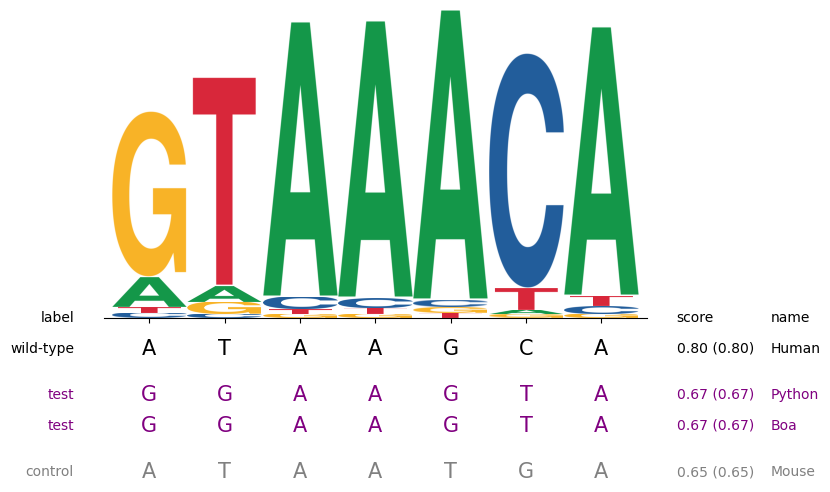 GTAAACA
label score name
wild-type A T A A G C A 0.80 (0.80) Human
test G G A A G T A 0.67 (0.67) Python
test G G A A G T A 0.67 (0.67) Boa
control A T A A T G A 0.65 (0.65) Mouse